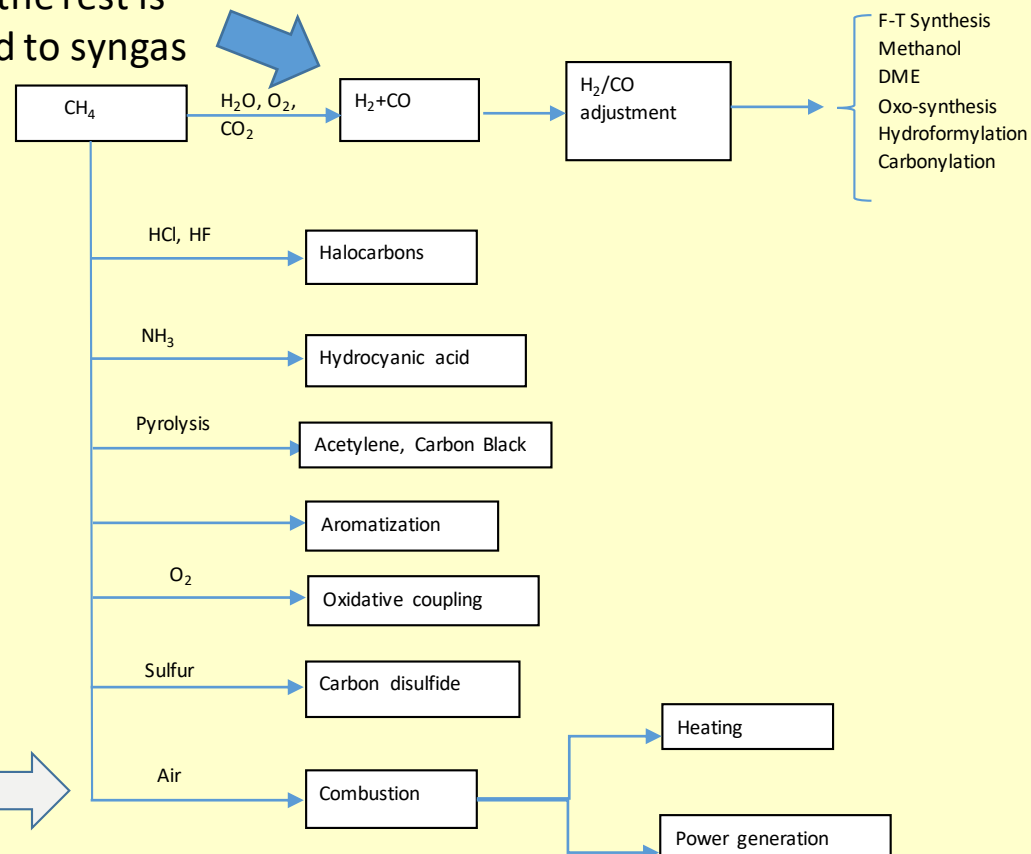 the rest is
d to syngas
CH₄
H₂O, O₂,
CO₂
H₂+CO
H₂/CO
adjustment
F-T Synthesis
Methanol
DME
Oxo-synthesis
Hydroformylation
Carbonylation
HCl, HF
Halocarbons
NH₃
Hydrocyanic acid
Pyrolysis
Acetylene, Carbon Black
Aromatization
O₂
Oxidative coupling
Sulfur
Carbon disulfide
Heating
Air
Combustion
Power generation